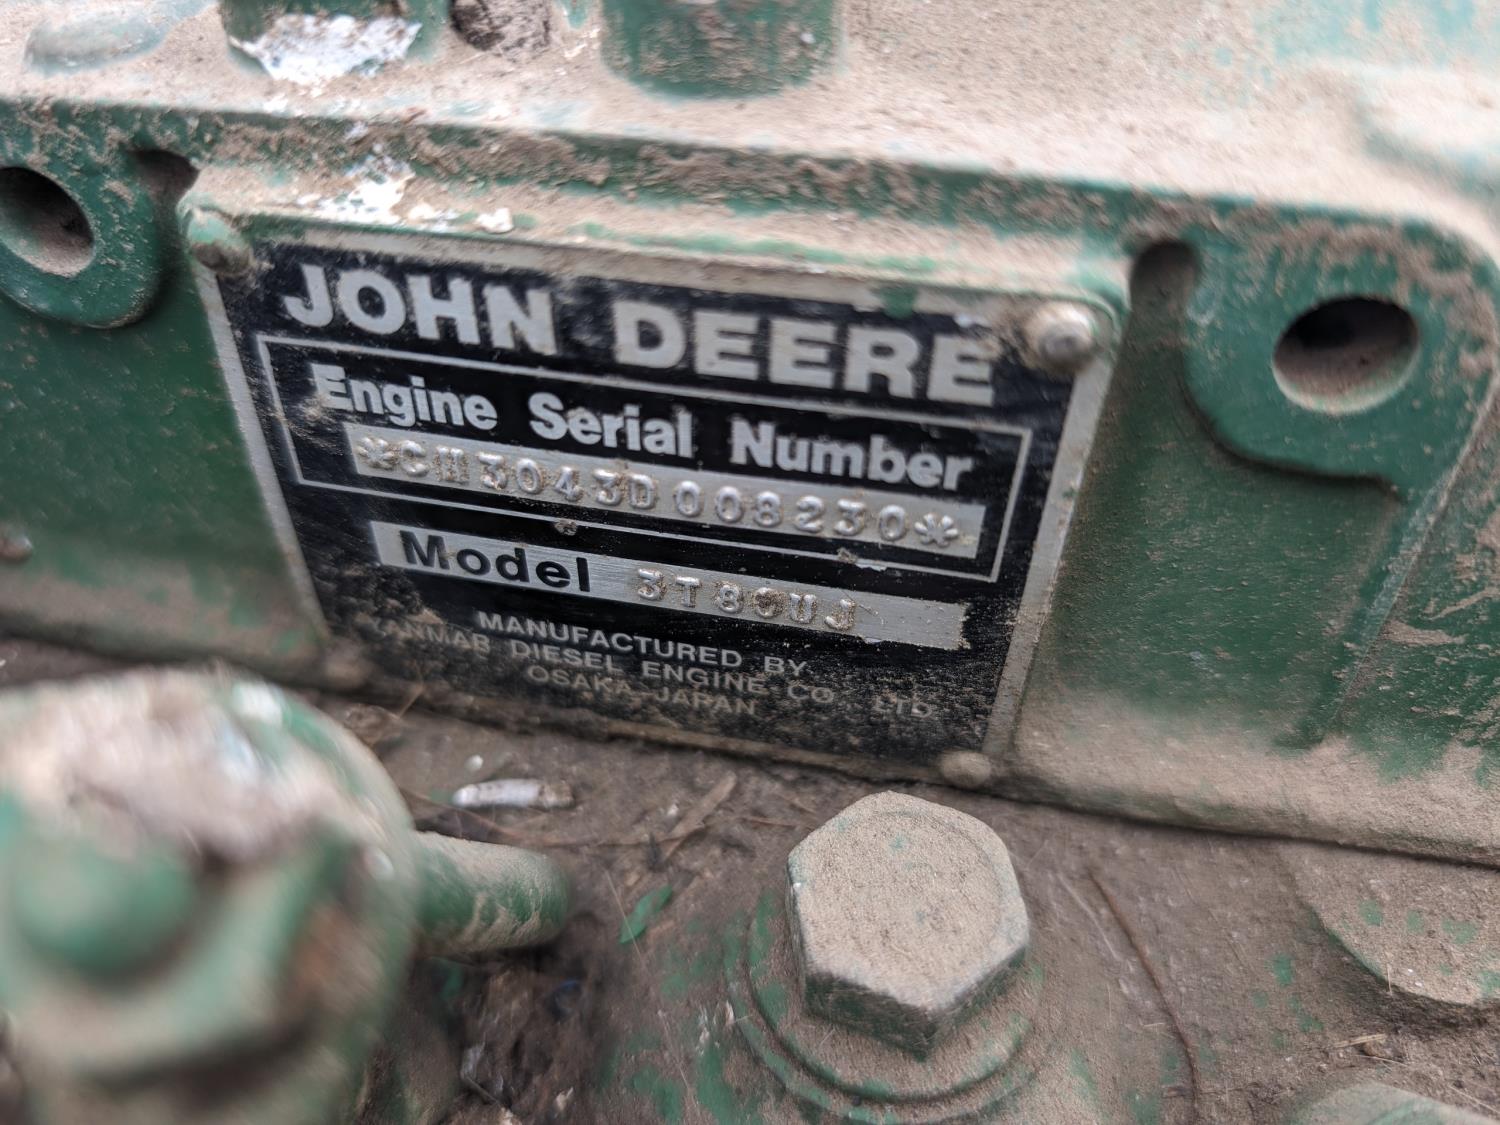 JOHN DEERE
Engine Serial Number
*CH3043D008230*
Model 3T80UJ
MANUFACTURED BY
YANMAR DIESEL ENGINE CO. LTD
OSAKA, JAPAN